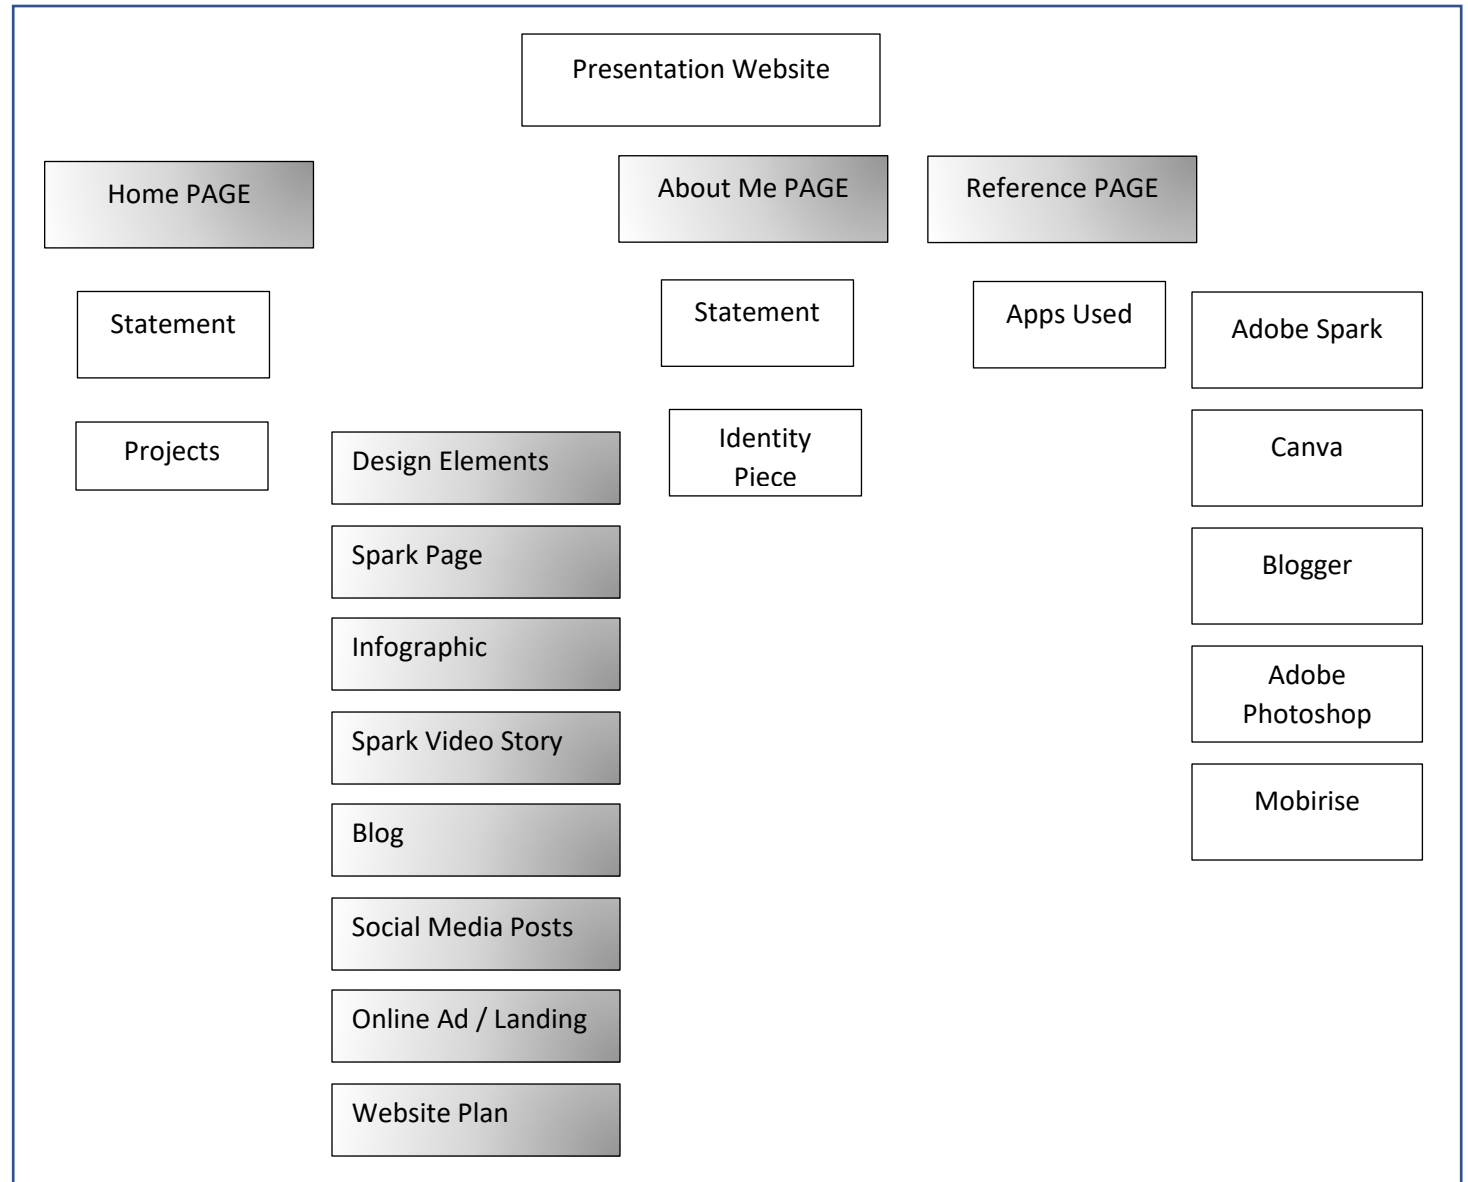 Presentation Website
Home PAGE
About Me PAGE
Reference PAGE
Statement
Projects
Design Elements
Spark Page
Infographic
Spark Video Story
Blog
Social Media Posts
Online Ad / Landing
Website Plan
Statement
Identity
Piece
Apps Used
Adobe Spark
Canva
Blogger
Adobe
Photoshop
Mobirise